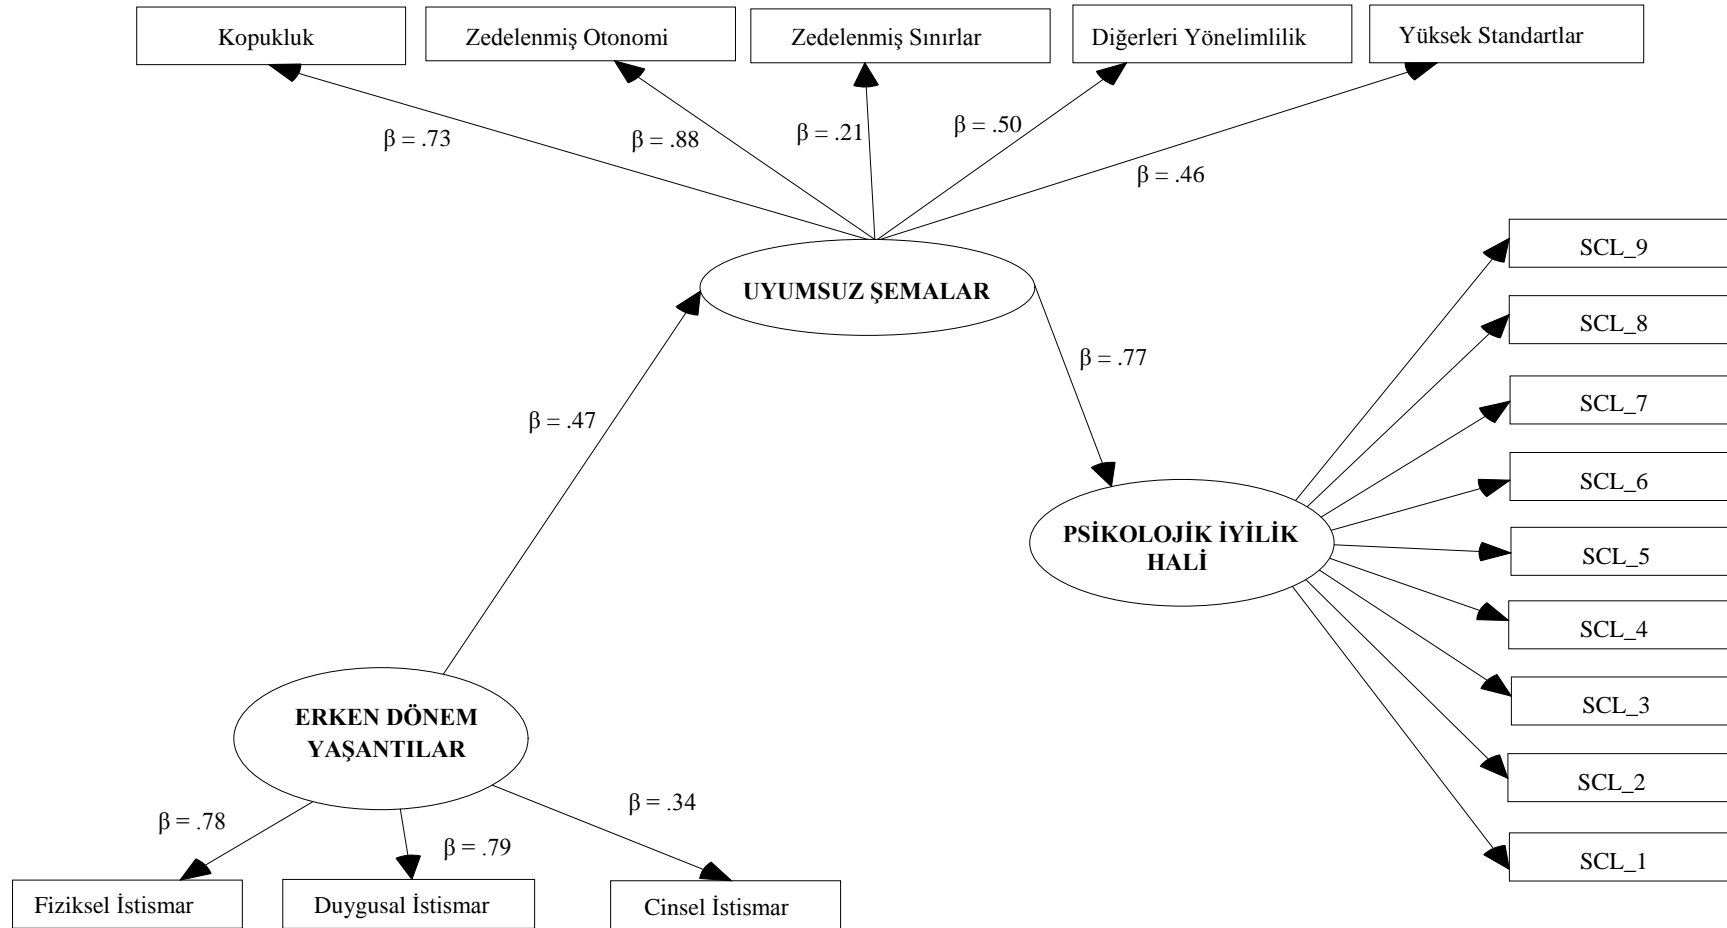 Kopukluk
Zedelenmiş Otonomi
Zedelenmiş Sınırlar
Diğerleri Yönelimlilik
Yüksek Standartlar
β = .73
β = .88
β = .21
β = .50
β = .46
UYUMSUZ ŞEMALAR
β = .47
β = .77
SCL_9
SCL_8
SCL_7
SCL_6
SCL_5
SCL_4
SCL_3
SCL_2
SCL_1
PSİKOLOJİK İYİLİK
HALİ
ERKEN DÖNEM
YAŞANTILAR
β = .78
β = .79
β = .34
Fiziksel İstismar
Duygusal İstismar
Cinsel İstismar